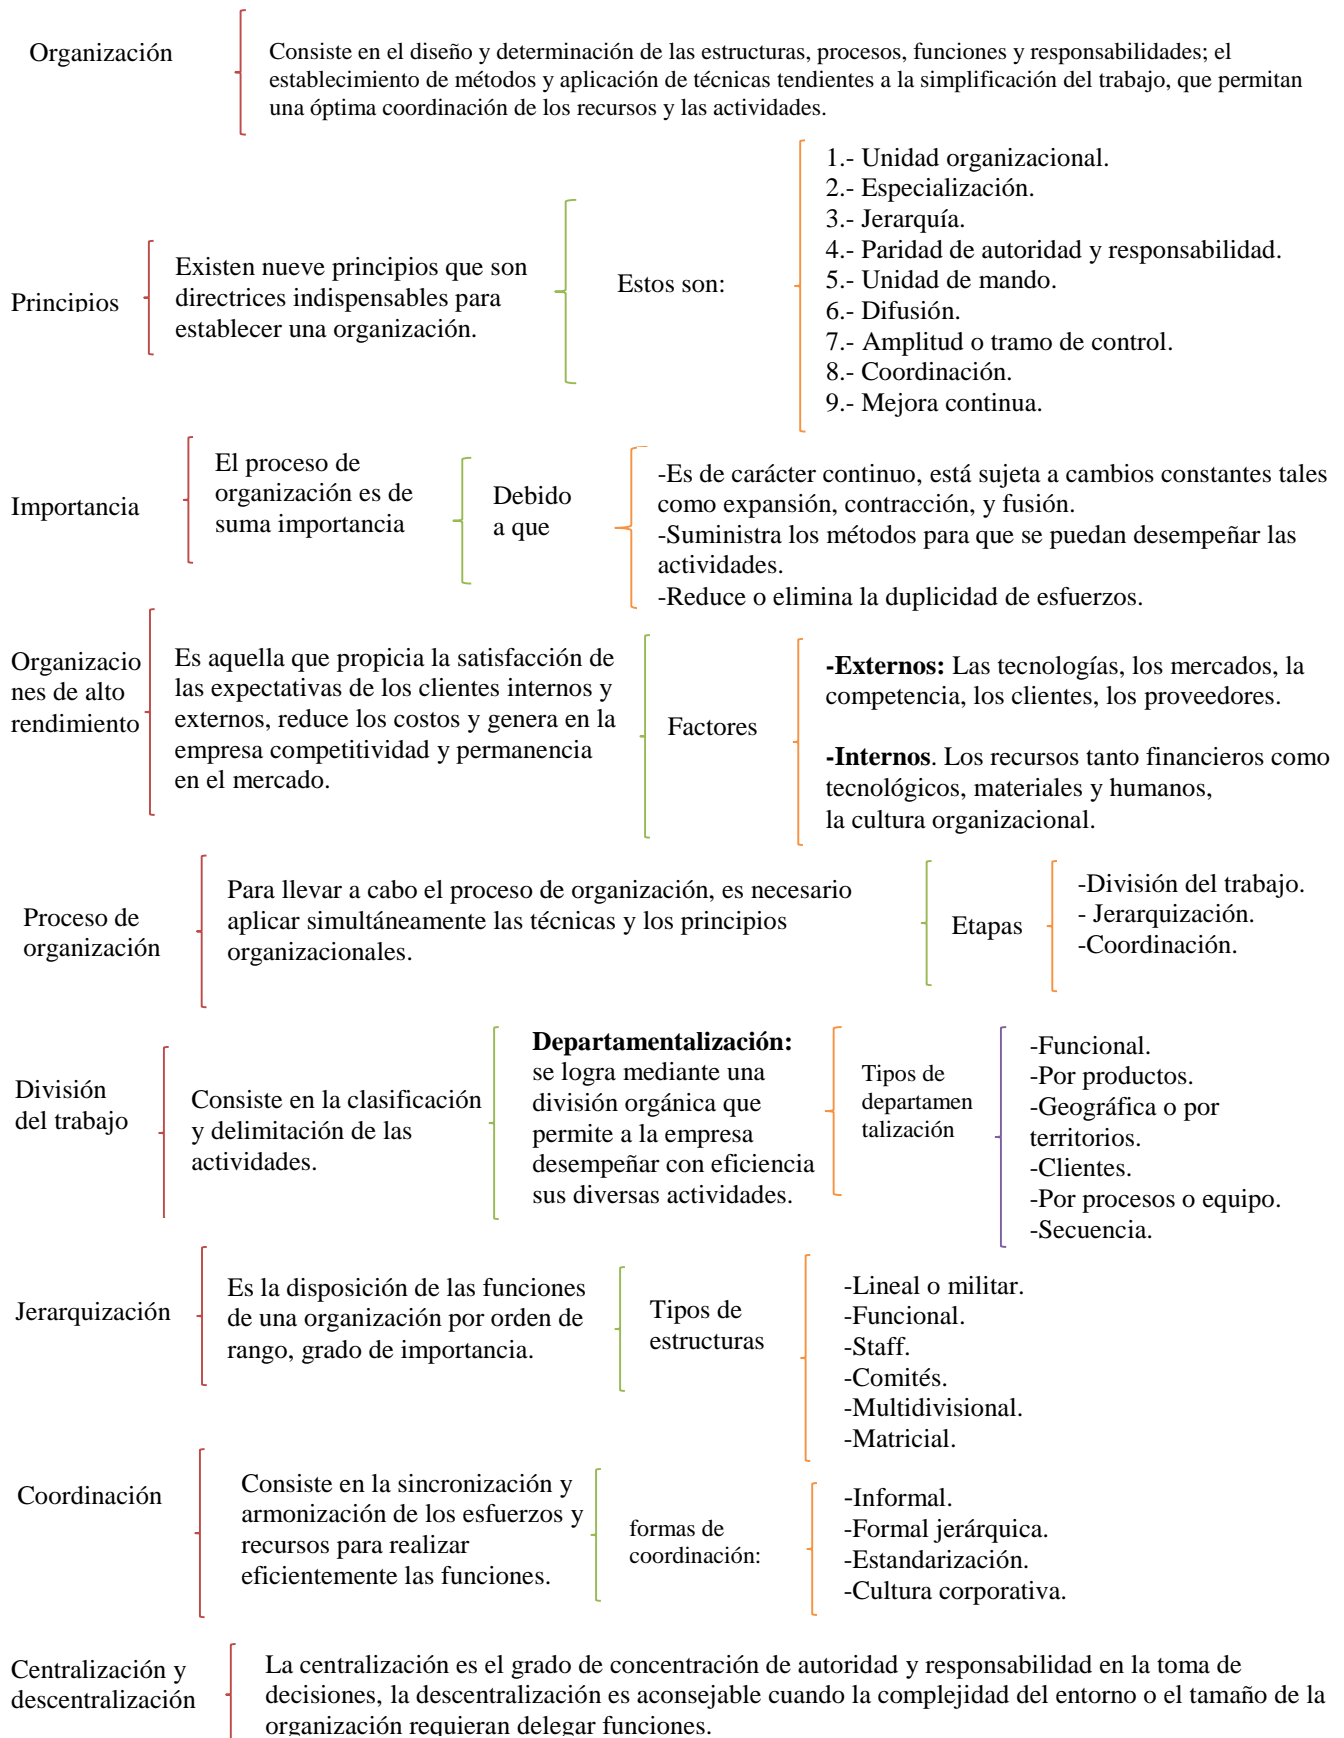 Organización
Consiste en el diseño y determinación de las estructuras, procesos, funciones y responsabilidades; el
establecimiento de métodos y aplicación de técnicas tendientes a la simplificación del trabajo, que permitan
una óptima coordinación de los recursos y las actividades.
Principios
Existen nueve principios que son
directrices indispensables para
establecer una organización.
Estos son:
1.- Unidad organizacional.
2.- Especialización.
3.- Jerarquía.
4.- Paridad de autoridad y responsabilidad.
5.- Unidad de mando.
6.- Difusión.
7.- Amplitud o tramo de control.
8.- Coordinación.
9.- Mejora continua.
Importancia
El proceso de
organización es de
suma importancia
Debido
a que
-Es de carácter continuo, está sujeta a cambios constantes tales
como expansión, contracción, y fusión.
-Suministra los métodos para que se puedan desempeñar las
actividades.
-Reduce o elimina la duplicidad de esfuerzos.
Organizacio
nes de alto
rendimiento
Es aquella que propicia la satisfacción de
las expectativas de los clientes internos y
externos, reduce los costos y genera en la
empresa competitividad y permanencia
en el mercado.
Factores
-Externos: Las tecnologías, los mercados, la
competencia, los clientes, los proveedores.
-Internos. Los recursos tanto financieros como
tecnológicos, materiales y humanos,
la cultura organizacional.
Proceso de
organización
Para llevar a cabo el proceso de organización, es necesario
aplicar simultáneamente las técnicas y los principios
organizacionales.
Etapas
-División del trabajo.
- Jerarquización.
-Coordinación.
División
del trabajo
Consiste en la clasificación
y delimitación de las
actividades.
Departamentalización:
se logra mediante una
división orgánica que
permite a la empresa
desempeñar con eficiencia
sus diversas actividades.
Tipos de
departamen
talización
-Funcional.
-Por productos.
-Geográfica o por
territorios.
-Clientes.
-Por procesos o equipo.
-Secuencia.
Jerarquización
Es la disposición de las funciones
de una organización por orden de
rango, grado de importancia.
Tipos de
estructuras
-Lineal o militar.
-Funcional.
-Staff.
-Comités.
-Multidivisional.
-Matricial.
Coordinación
Consiste en la sincronización y
armonización de los esfuerzos y
recursos para realizar
eficientemente las funciones.
formas de
coordinación:
-Informal.
-Formal jerárquica.
-Estandarización.
-Cultura corporativa.
Centralización y
descentralización
La centralización es el grado de concentración de autoridad y responsabilidad en la toma de
decisiones, la descentralización es aconsejable cuando la complejidad del entorno o el tamaño de la
organización requieran delegar funciones.